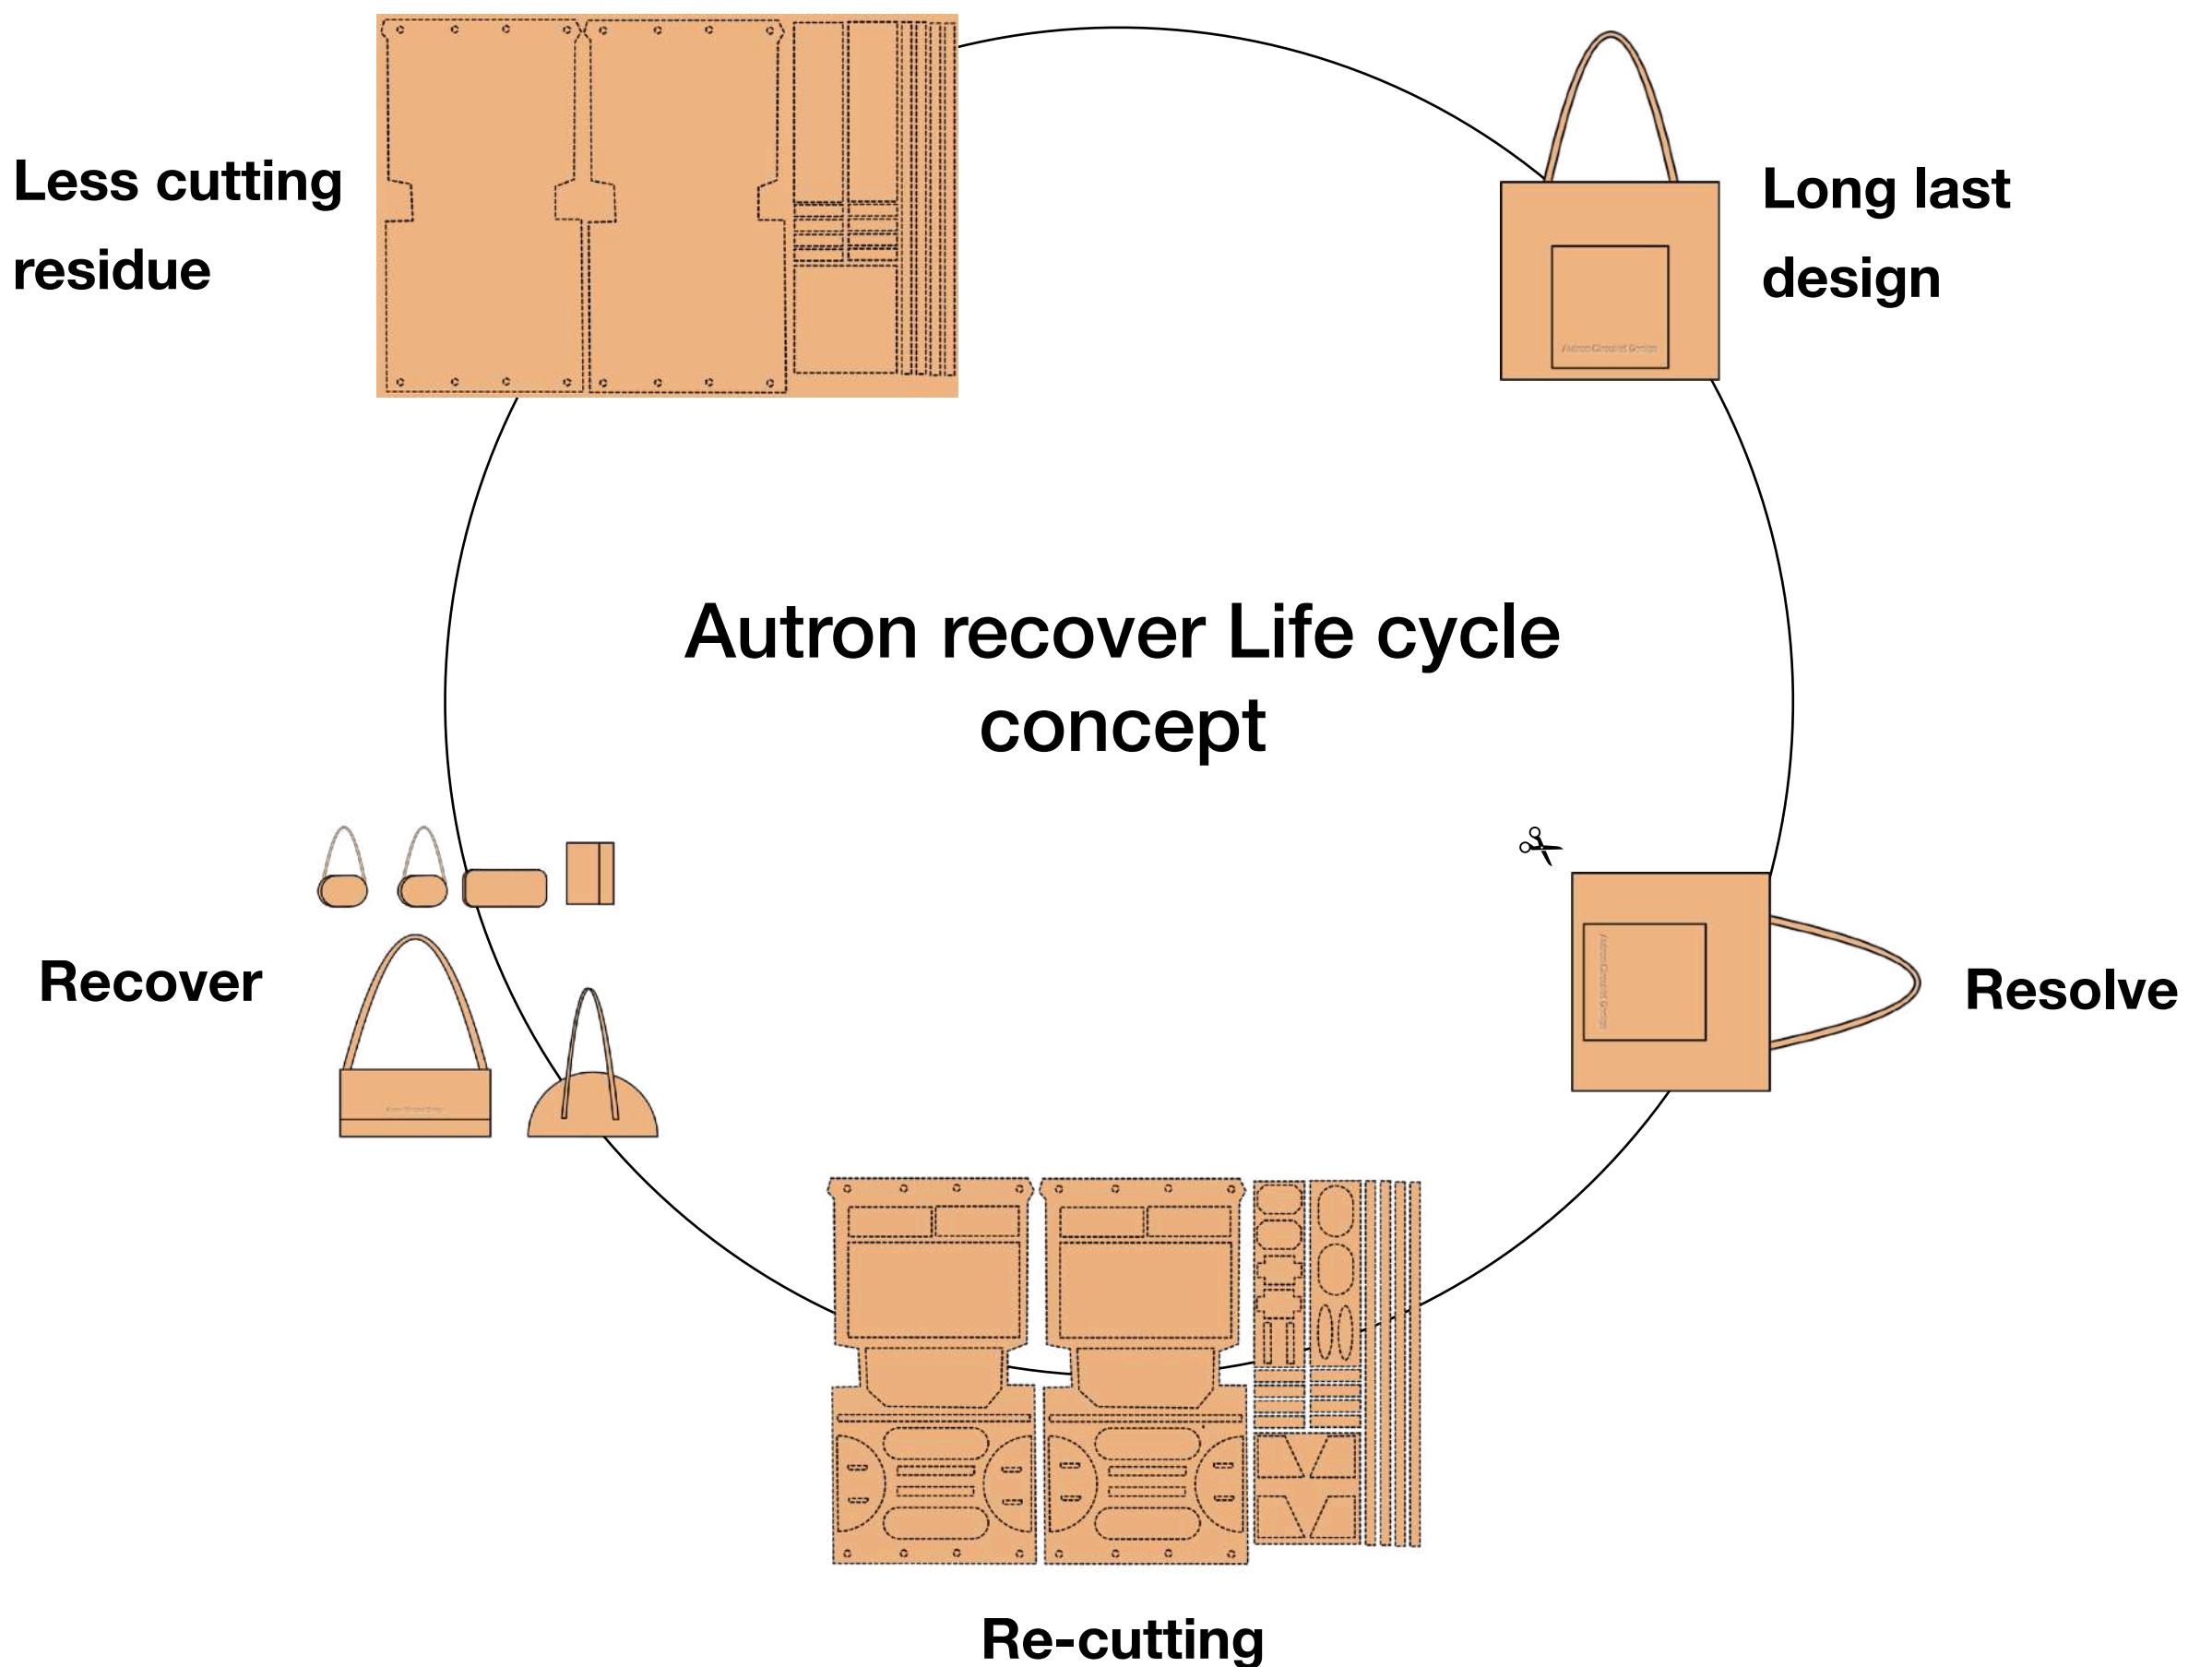 Less cutting
residue
Long last
design
Autron recover Life cycle
concept
Recover
Resolve
Re-cutting